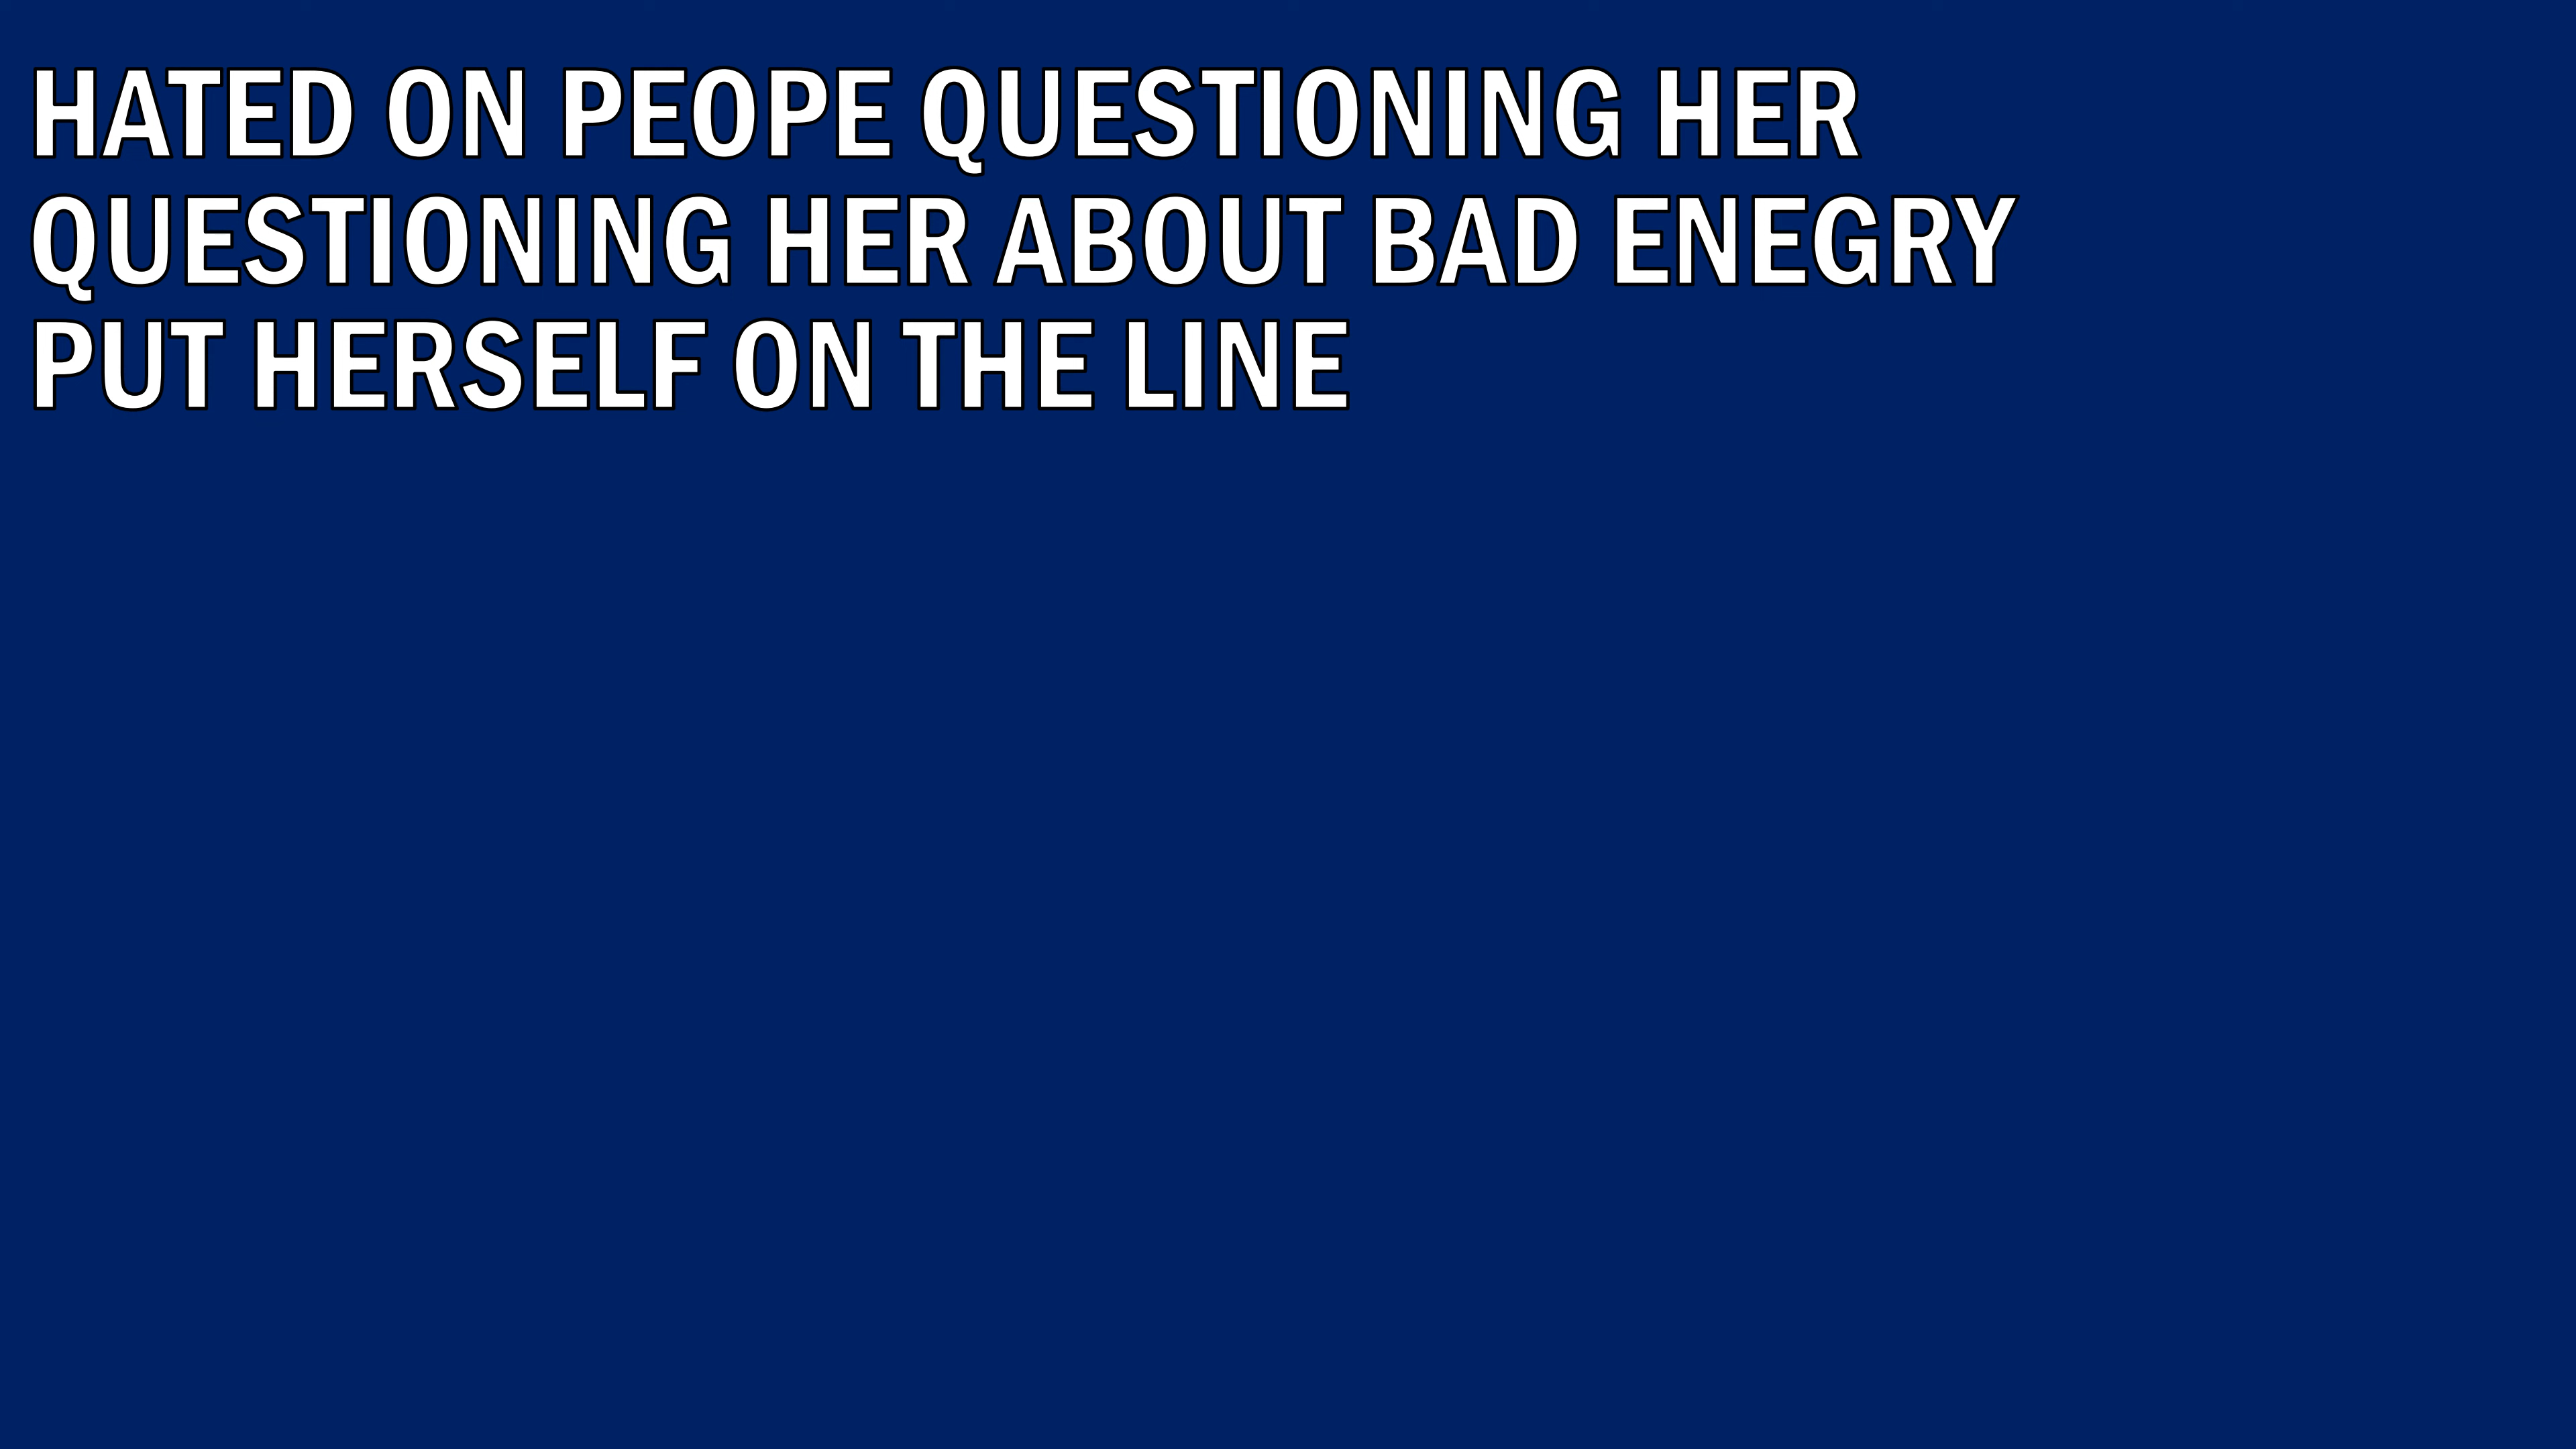 HATED ON PEOPE QUESTIONING HER
QUESTIONING HER ABOUT BAD ENEGRY
PUT HERSELF ON THE LINE